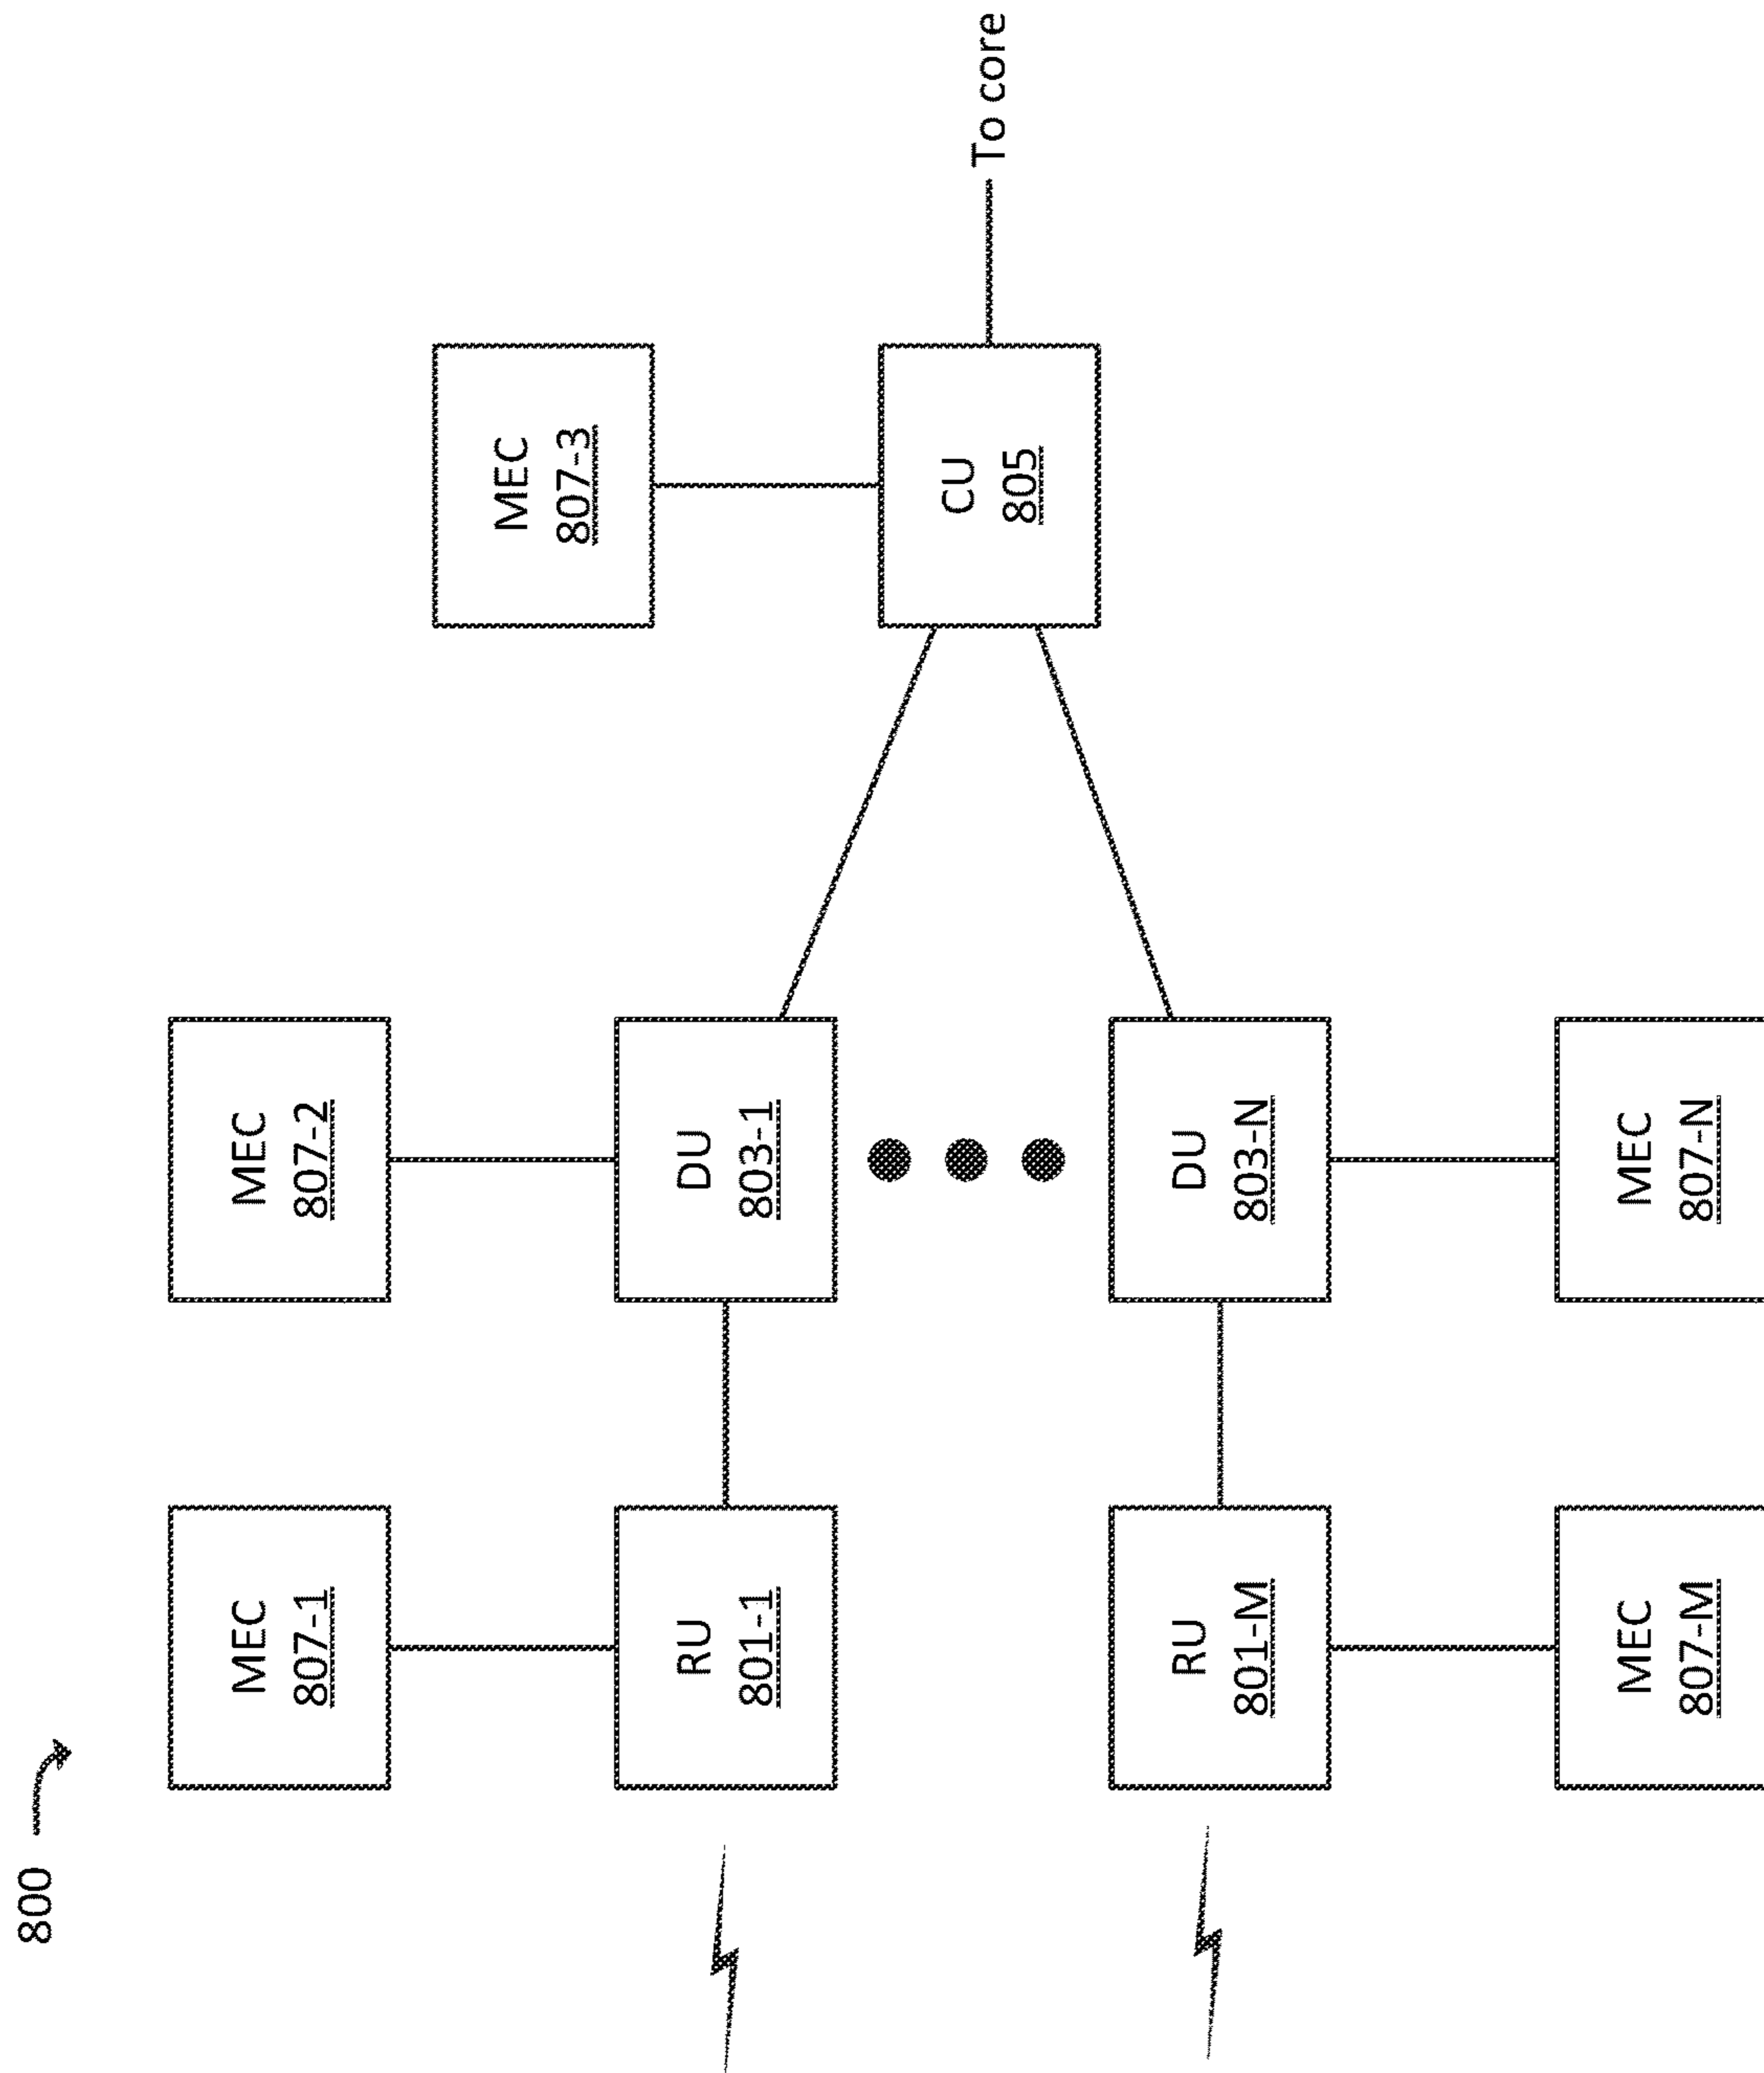 800
MEC
807-1
MEC
807-2
MEC
807-3
RU
801-1
DU
803-1
CU
805
To core
RU
801-M
DU
803-N
MEC
807-M
MEC
807-N